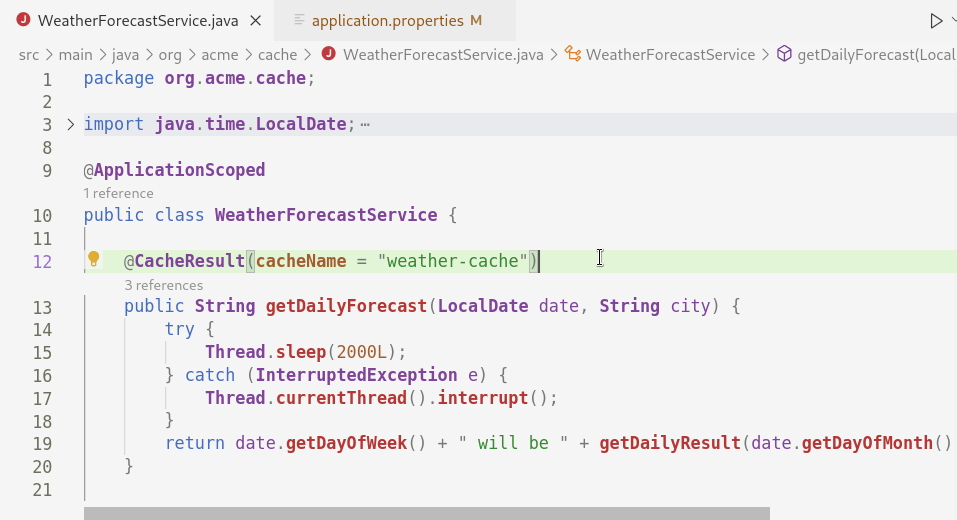 WeatherForecastService.java application.properties M
src > main > java > org > acme > cache > WeatherForecastService.java > WeatherForecastService > getDailyForecast(Local
1 package org.acme.cache;
2
3 > import java.time.LocalDate; ⋯
8
9 @ApplicationScoped
1 reference
10 public class WeatherForecastService {
11
12 @CacheResult(cacheName = "weather-cache")
3 references
13 public String getDailyForecast(LocalDate date, String city) {
14 try {
15 Thread.sleep(2000L);
16 } catch (InterruptedException e) {
17 Thread.currentThread().interrupt();
18 }
19 return date.getDayOfWeek() + " will be " + getDailyResult(date.getDayOfMonth()
20 }
21